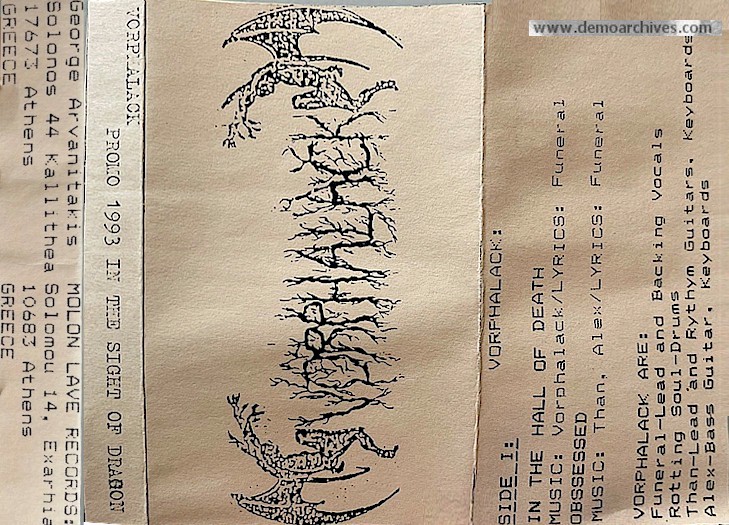 www.demoarchives.com
George Arvanitakis MOLON LAVE RECORDS:
Solonos 44 Kallithea Solomou 14, Exarhia
17673 Athens 10683 Athens
GREECE GREECE
VORPHALACK
PROMO 1993 IN THE SIGHT OF DRAGON
VORPHALACK
VORPHALACK:
SIDE I:
IN THE HALL OF DEATH
MUSIC: Vorphalack/LYRICS: Funeral
OBSSESSED
MUSIC: Than, Alex/LYRICS: Funeral
VORPHALACK ARE:
Funeral-Lead and Backing Vocals
Rotting Soul-Drums
Than-Lead and Rythym Guitars, Keyboards
Alex-Bass Guitar, Keyboards